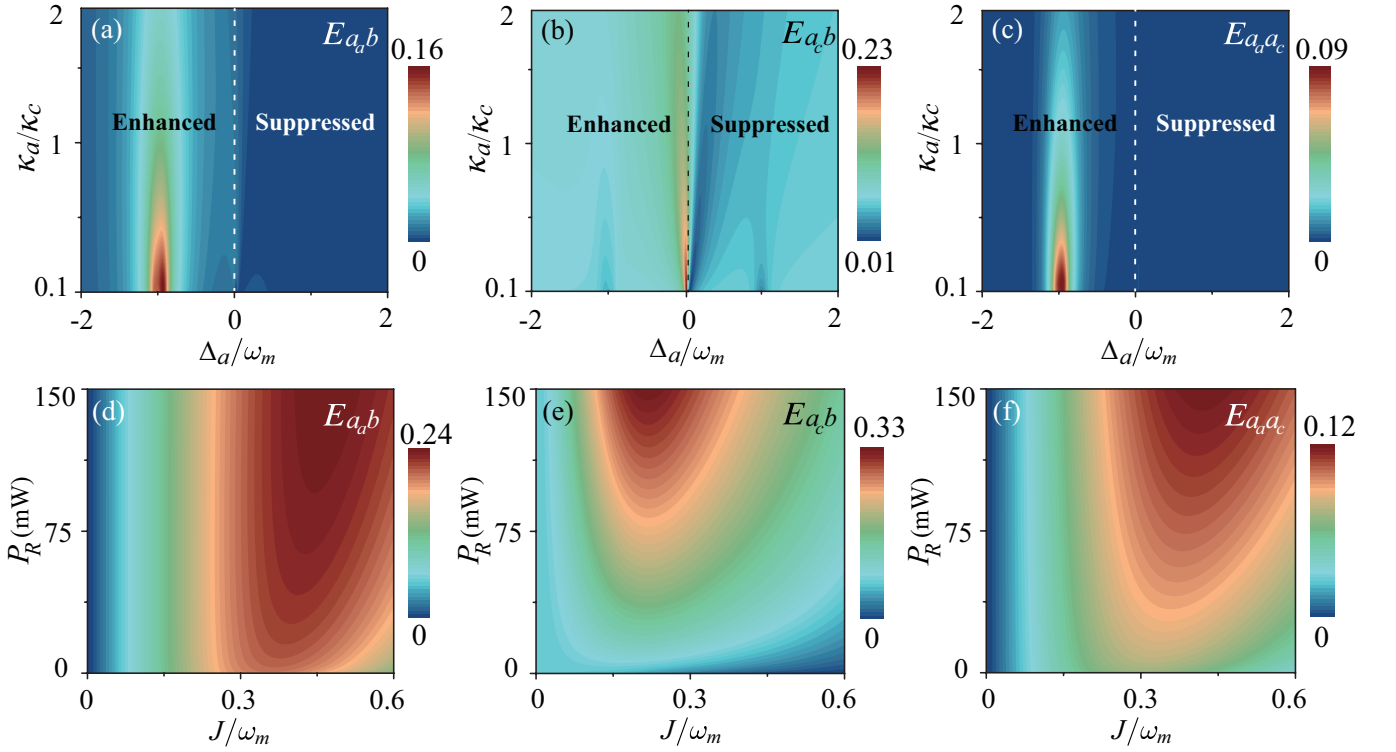 (a) E_{a_a b} 0.16
2
Enhanced Suppressed
κ_a/κ_c
1
0.1
0
-2 0 2
Δ_a/ω_m
(b) E_{a_c b} 0.23
2
Enhanced Suppressed
κ_a/κ_c
1
0.1
0.01
-2 0 2
Δ_a/ω_m
(c) E_{a_a a_c} 0.09
2
Enhanced Suppressed
κ_a/κ_c
1
0.1
0
-2 0 2
Δ_a/ω_m
(d) E_{a_a b}
150
0.24
P_R (mW)
75
0
0
0 0.3 0.6
J/ω_m
(e) E_{a_c b}
150
0.33
P_R (mW)
75
0
0
0 0.3 0.6
J/ω_m
(f) E_{a_a a_c}
150
0.12
P_R (mW)
75
0
0
0 0.3 0.6
J/ω_m